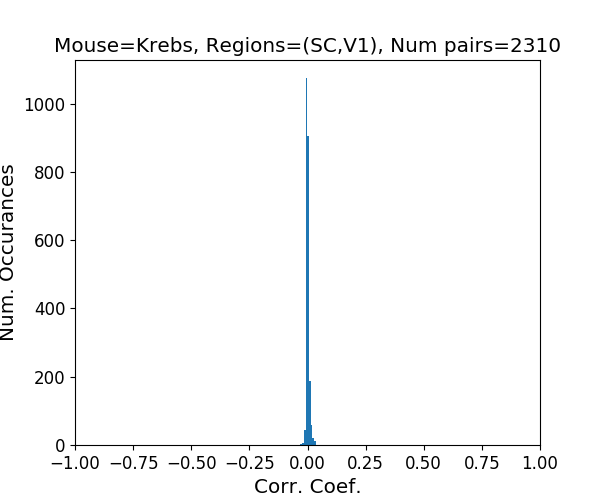 Mouse=Krebs, Regions=(SC,V1), Num pairs=2310
Num. Occurances
1000
800
600
400
200
0
−1.00 −0.75 −0.50 −0.25 0.00 0.25 0.50 0.75 1.00
Corr. Coef.